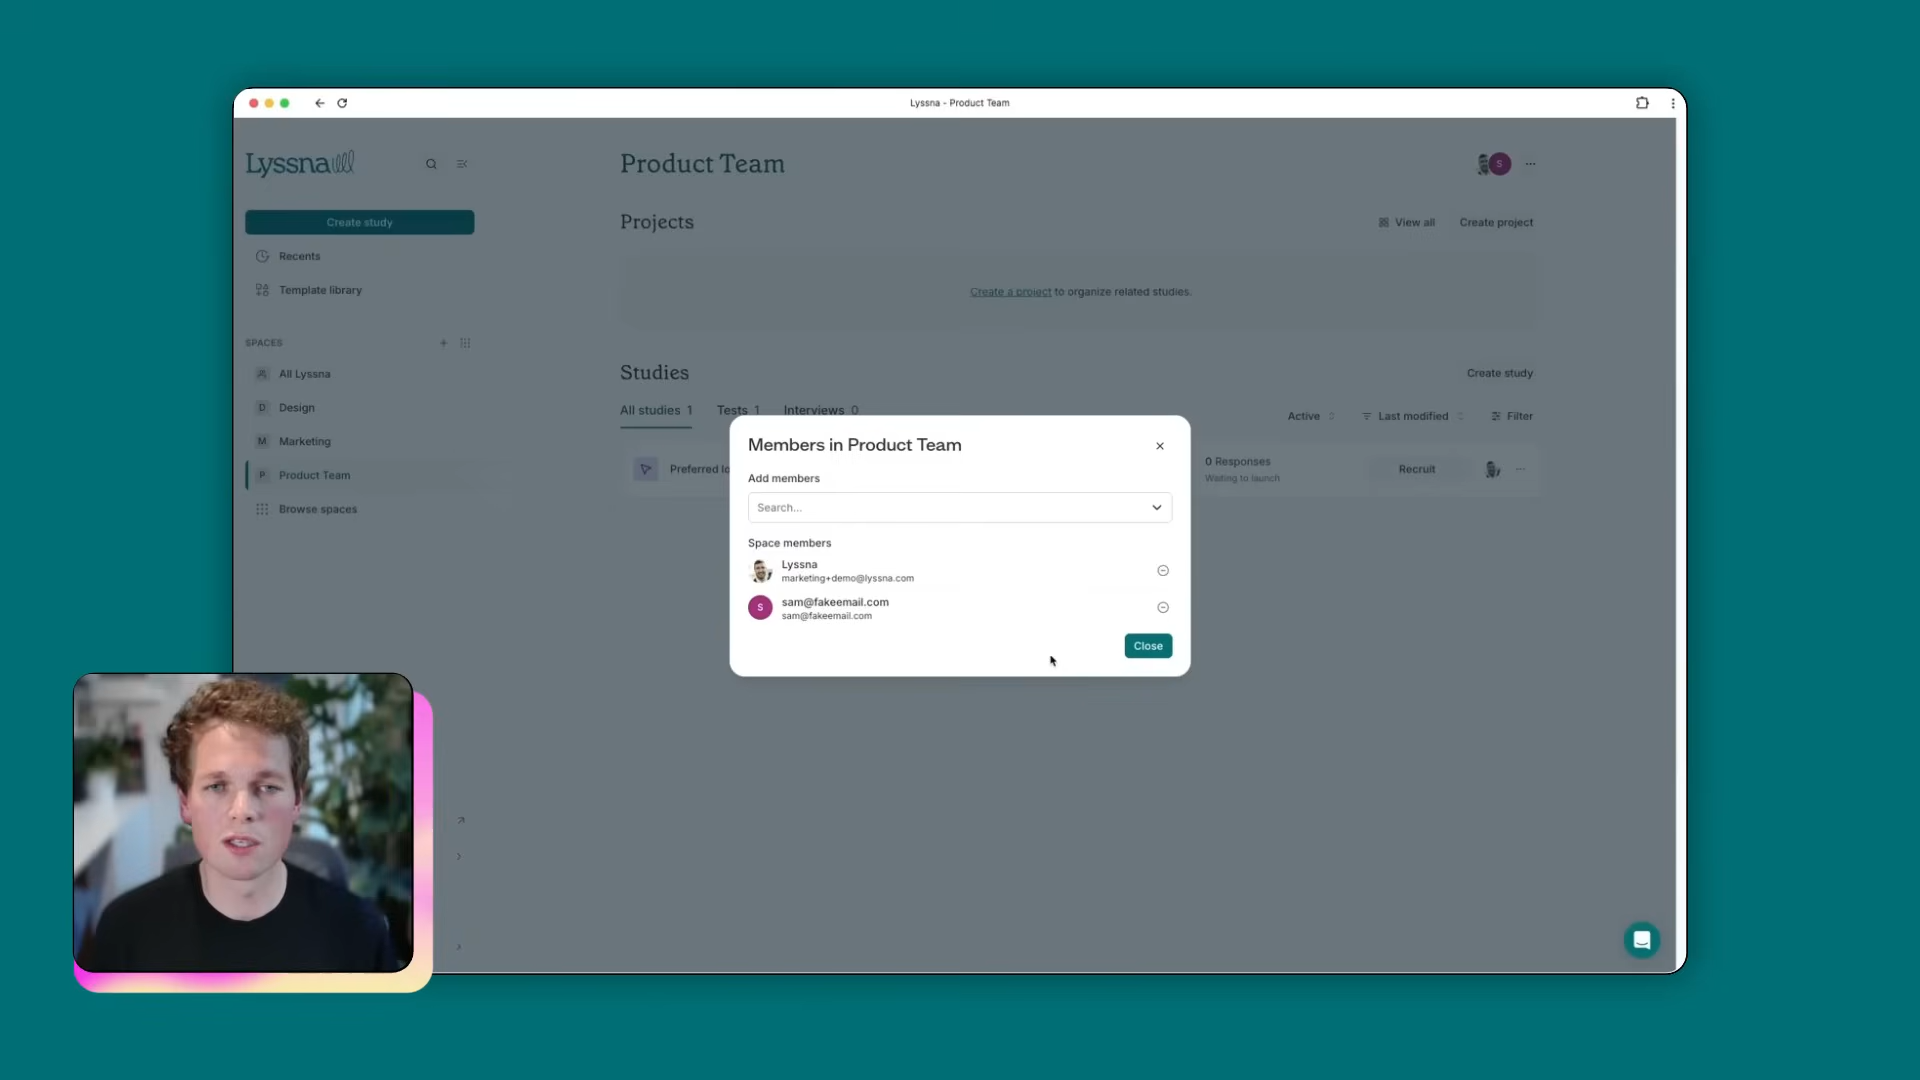 Lyssna - Product Team
Lyssna
Create study
Recents
Template library
SPACES
All Lyssna
D Design
M Marketing
P Product Team
Browse spaces
Product Team
S
Projects
View all
Create project
Create a project to organize related studies.
Studies
Create study
All studies 1
Tests 1
Interviews 0
Active
Last modified
Filter
Preferred lo
0 Responses
Waiting to launch
Recruit
Members in Product Team
Add members
Search...
Space members
Lyssna
marketing+demo@lyssna.com
S
sam@fakeemail.com
sam@fakeemail.com
Close